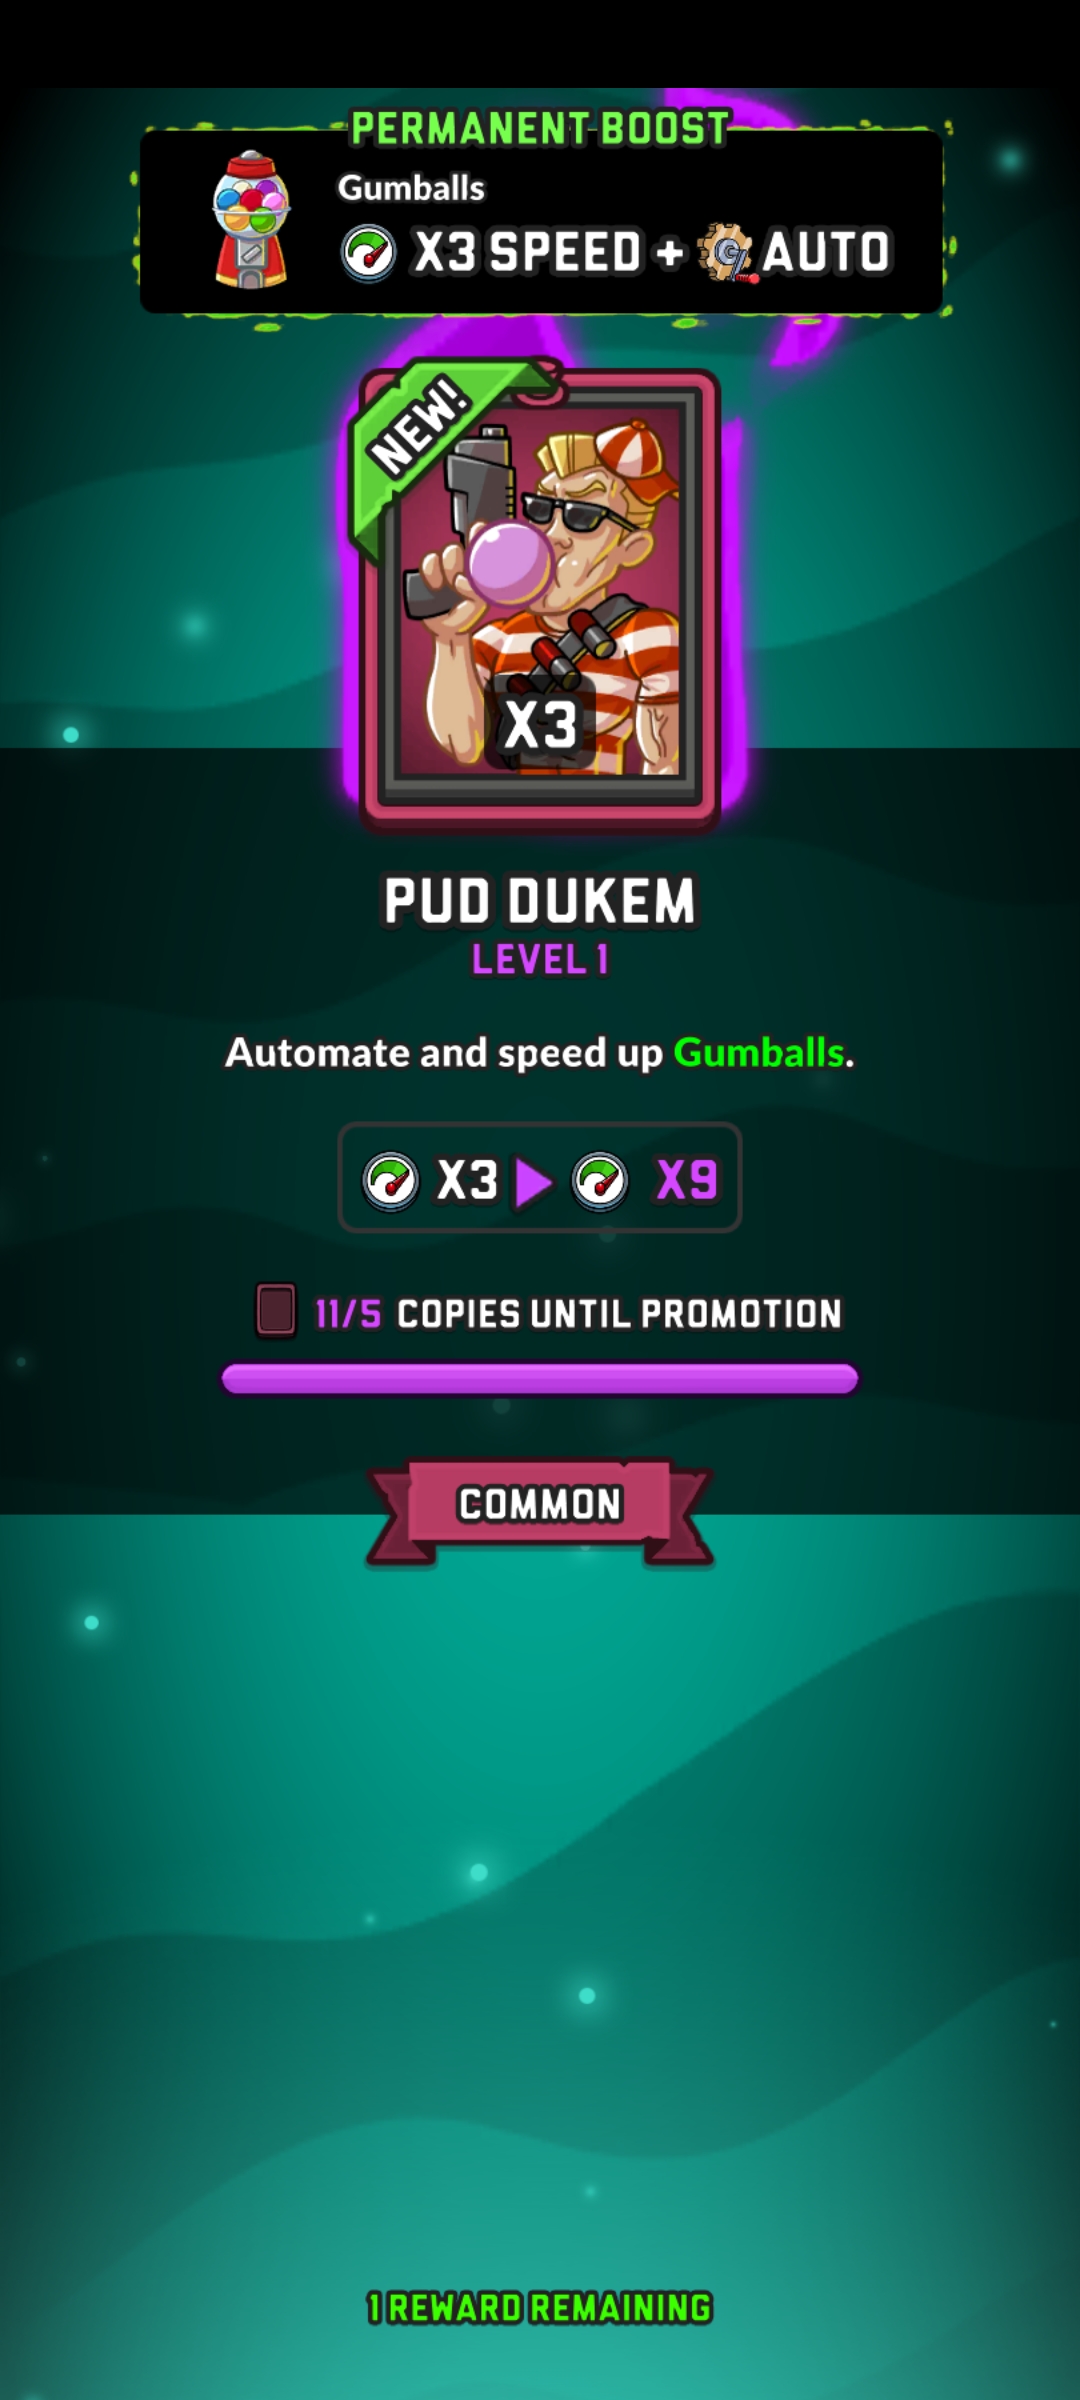 PERMANENT BOOST
Gumballs
X3 SPEED + AUTO
NEW!
X3
PUD DUKEM
LEVEL 1
Automate and speed up Gumballs.
X3 X9
11/5 COPIES UNTIL PROMOTION
COMMON
1 REWARD REMAINING